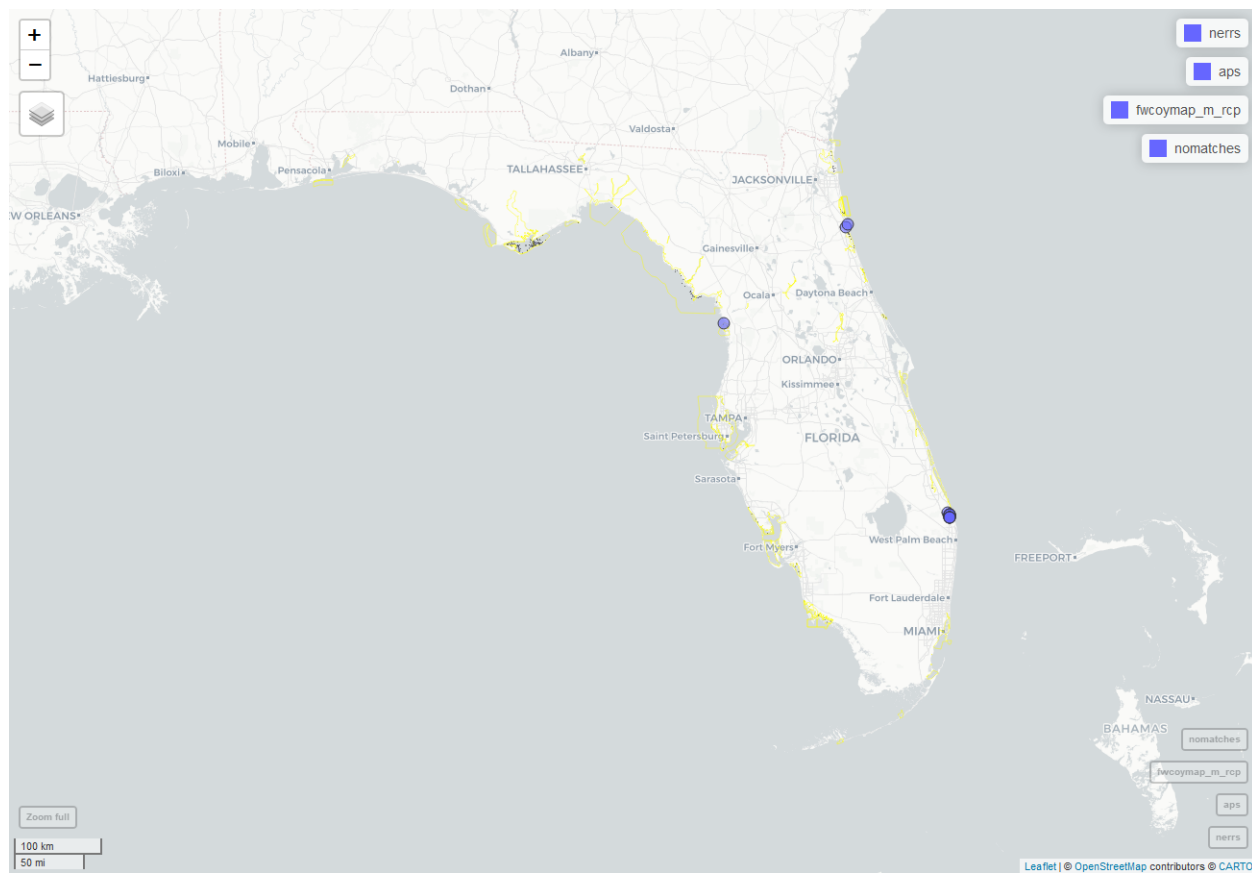 +
−
nerrs
aps
fwcoymap_m_rcp
nomatches
Albany
Hattiesburg
Dothan
Valdosta
Mobile
Biloxi
Pensacola
TALLAHASSEE
JACKSONVILLE
EW ORLEANS
Gainesville
Ocala
Daytona Beach
ORLANDO
Kissimmee
TAMPA
Saint Petersburg
FLORIDA
Sarasota
West Palm Beach
Fort Myers
FREEPORT
Fort Lauderdale
MIAMI
NASSAU
BAHAMAS
nomatches
fwcoymap_m_rcp
aps
nerrs
Zoom full
100 km
50 mi
Leaflet | © OpenStreetMap contributors © CARTO